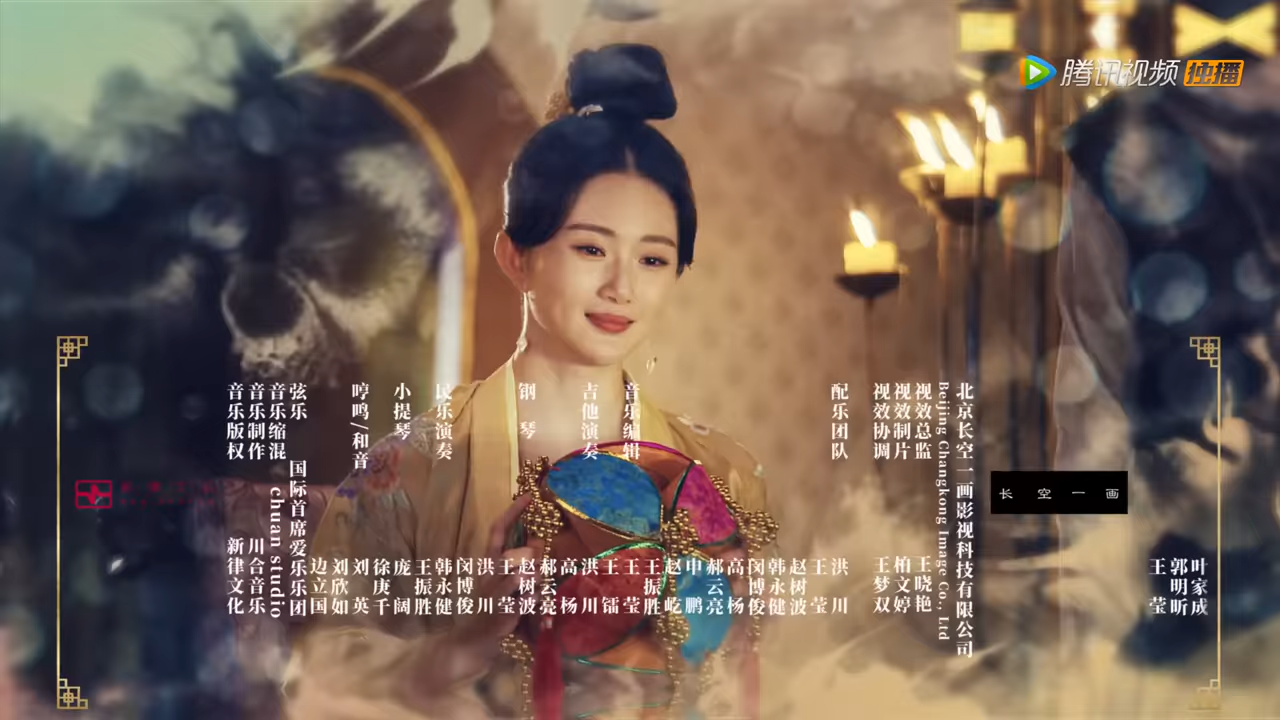 腾讯视频 独播
叶家成
郭明昕
王莹
长空一画
北京长空一画影视科技有限公司
Beijing Changkong Image Co., Ltd
视效总监 王晓艳
视效制片 柏文婷
视效协调 王梦双
配乐团队 洪川
王莹
赵树波
韩永健
闵博俊
高杨
郝云亮
申鹏
赵屹
王振胜
音乐编辑 王莹
王镭
吉他演奏 洪川
高杨
郝云亮
钢琴 赵树波
王莹
洪川
闵博俊
民乐演奏 韩永健
王振胜
小提琴 庞阔
徐庚千
哼鸣/和音 刘英
刘欣如
边立国
弦乐 国际首席爱乐乐团
音乐缩混 chuan studio
音乐制作 川合音乐
音乐版权 新律文化